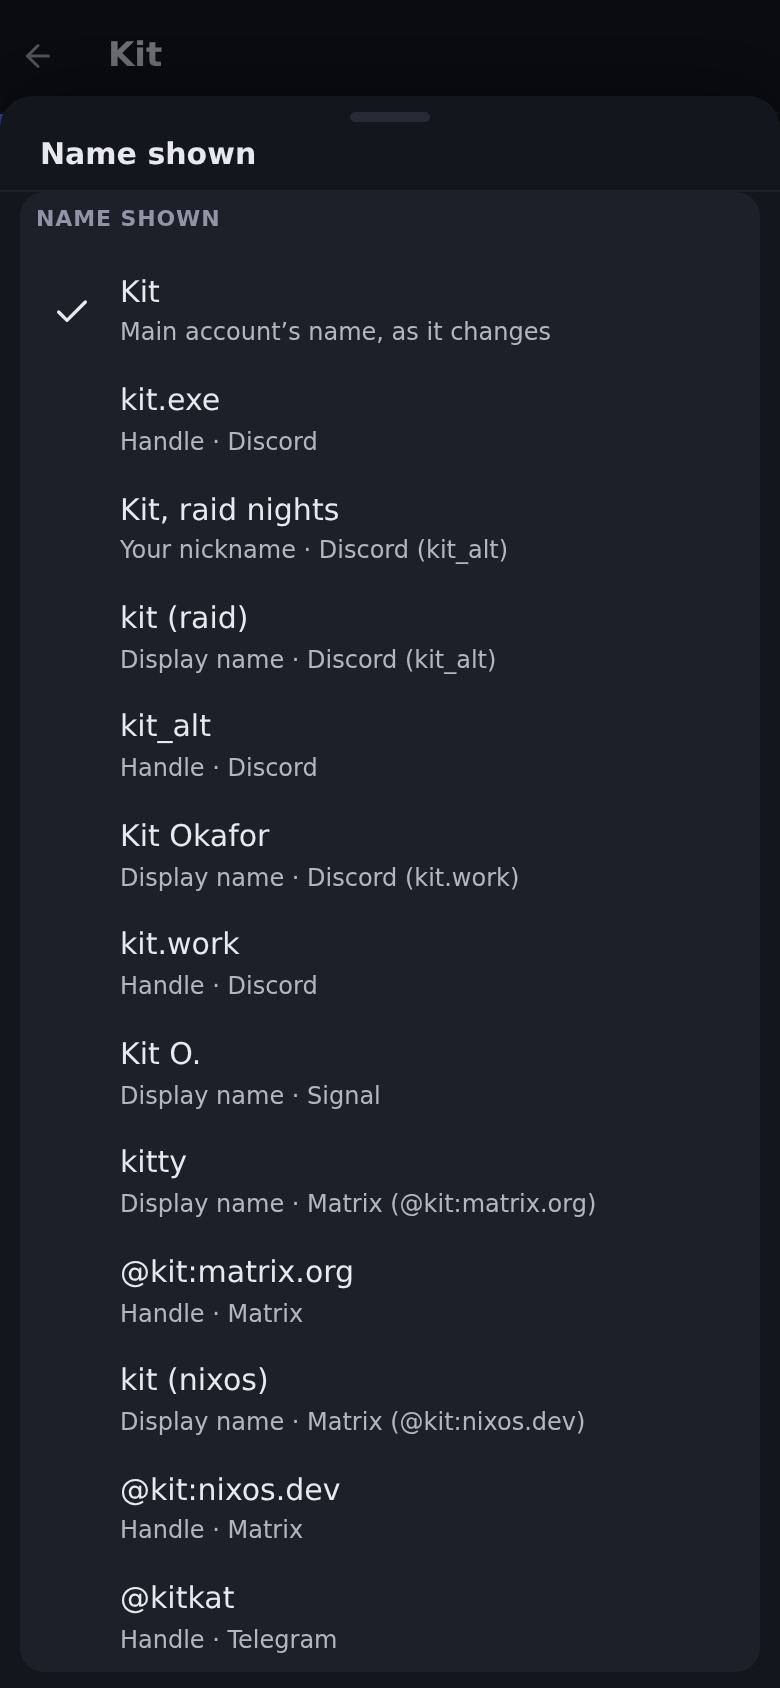 Kit
Name shown
NAME SHOWN
Kit
Main account’s name, as it changes
kit.exe
Handle · Discord
Kit, raid nights
Your nickname · Discord (kit_alt)
kit (raid)
Display name · Discord (kit_alt)
kit_alt
Handle · Discord
Kit Okafor
Display name · Discord (kit.work)
kit.work
Handle · Discord
Kit O.
Display name · Signal
kitty
Display name · Matrix (@kit:matrix.org)
@kit:matrix.org
Handle · Matrix
kit (nixos)
Display name · Matrix (@kit:nixos.dev)
@kit:nixos.dev
Handle · Matrix
@kitkat
Handle · Telegram